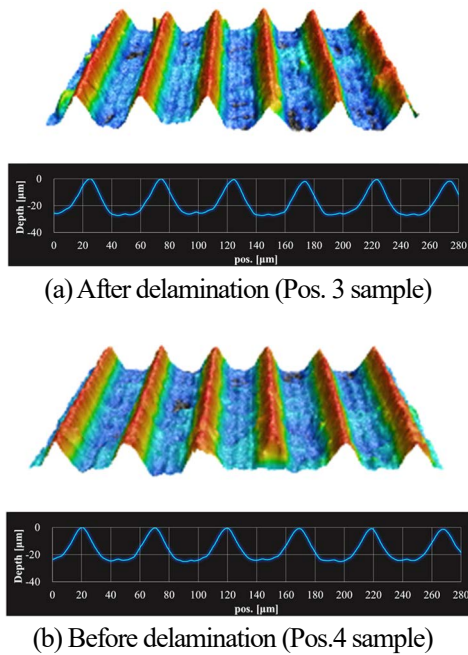 Depth [µm]
0
-20
-40
0 20 40 60 80 100 120 140 160 180 200 220 240 260 280
pos. [µm]
(a) After delamination (Pos. 3 sample)
Depth [µm]
0
-20
-40
0 20 40 60 80 100 120 140 160 180 200 220 240 260 280
pos. [µm]
(b) Before delamination (Pos.4 sample)